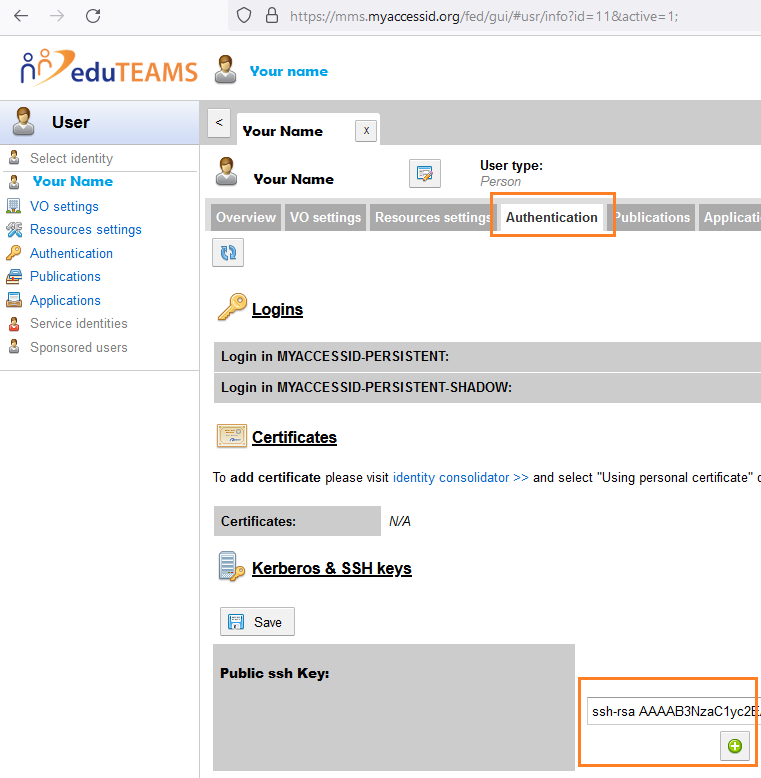 https://mms.myaccessid.org/fed/gui/#usr/info?id=11&active=1;
eduTEAMS
Your name
User
Select identity
Your Name
VO settings
Resources settings
Authentication
Publications
Applications
Service identities
Sponsored users
<
Your Name
x
Your Name
User type:
Person
Overview
VO settings
Resources settings
Authentication
Publications
Applicati
Logins
Login in MYACCESSID-PERSISTENT:
Login in MYACCESSID-PERSISTENT-SHADOW:
Certificates
To add certificate please visit identity consolidator >> and select "Using personal certificate"
Certificates:
N/A
Kerberos & SSH keys
Save
Public ssh Key:
ssh-rsa AAAAB3NzaC1yc2E